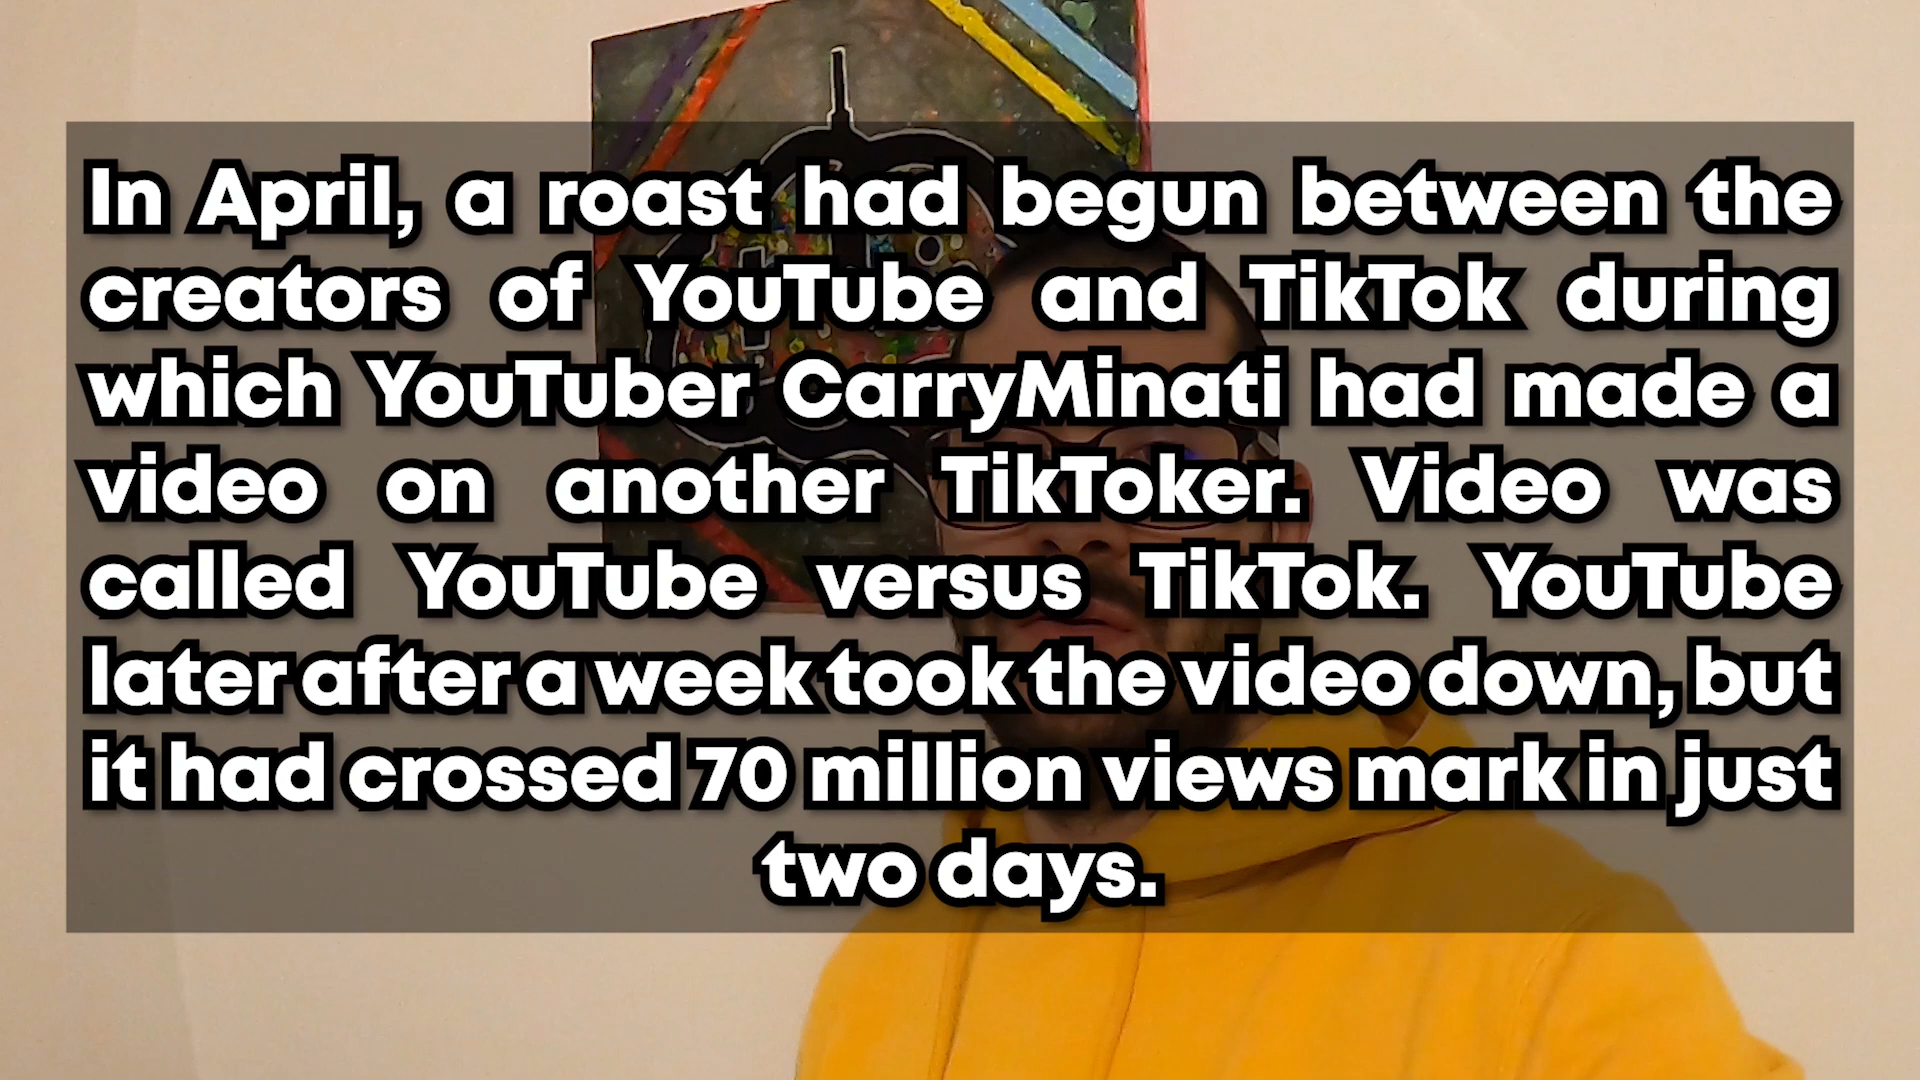 In April, a roast had begun between the
creators of YouTube and TikTok during
which YouTuber CarryMinati had made a
video on another TikToker. Video was
called YouTube versus TikTok. YouTube
later after a week took the video down, but
it had crossed 70 million views mark in just
two days.